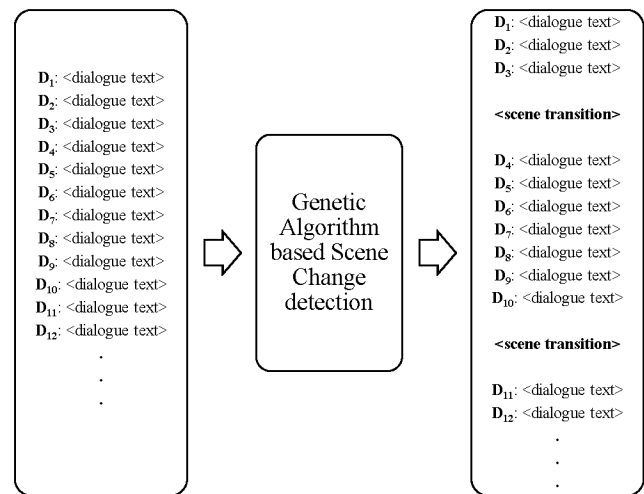 D1: <dialogue text>
D2: <dialogue text>
D3: <dialogue text>
D4: <dialogue text>
D5: <dialogue text>
D6: <dialogue text>
D7: <dialogue text>
D8: <dialogue text>
D9: <dialogue text>
D10: <dialogue text>
D11: <dialogue text>
D12: <dialogue text>
.
.
.
Genetic
Algorithm
based Scene
Change
detection
D1: <dialogue text>
D2: <dialogue text>
D3: <dialogue text>
<scene transition>
D4: <dialogue text>
D5: <dialogue text>
D6: <dialogue text>
D7: <dialogue text>
D8: <dialogue text>
D9: <dialogue text>
D10: <dialogue text>
<scene transition>
D11: <dialogue text>
D12: <dialogue text>
.
.
.